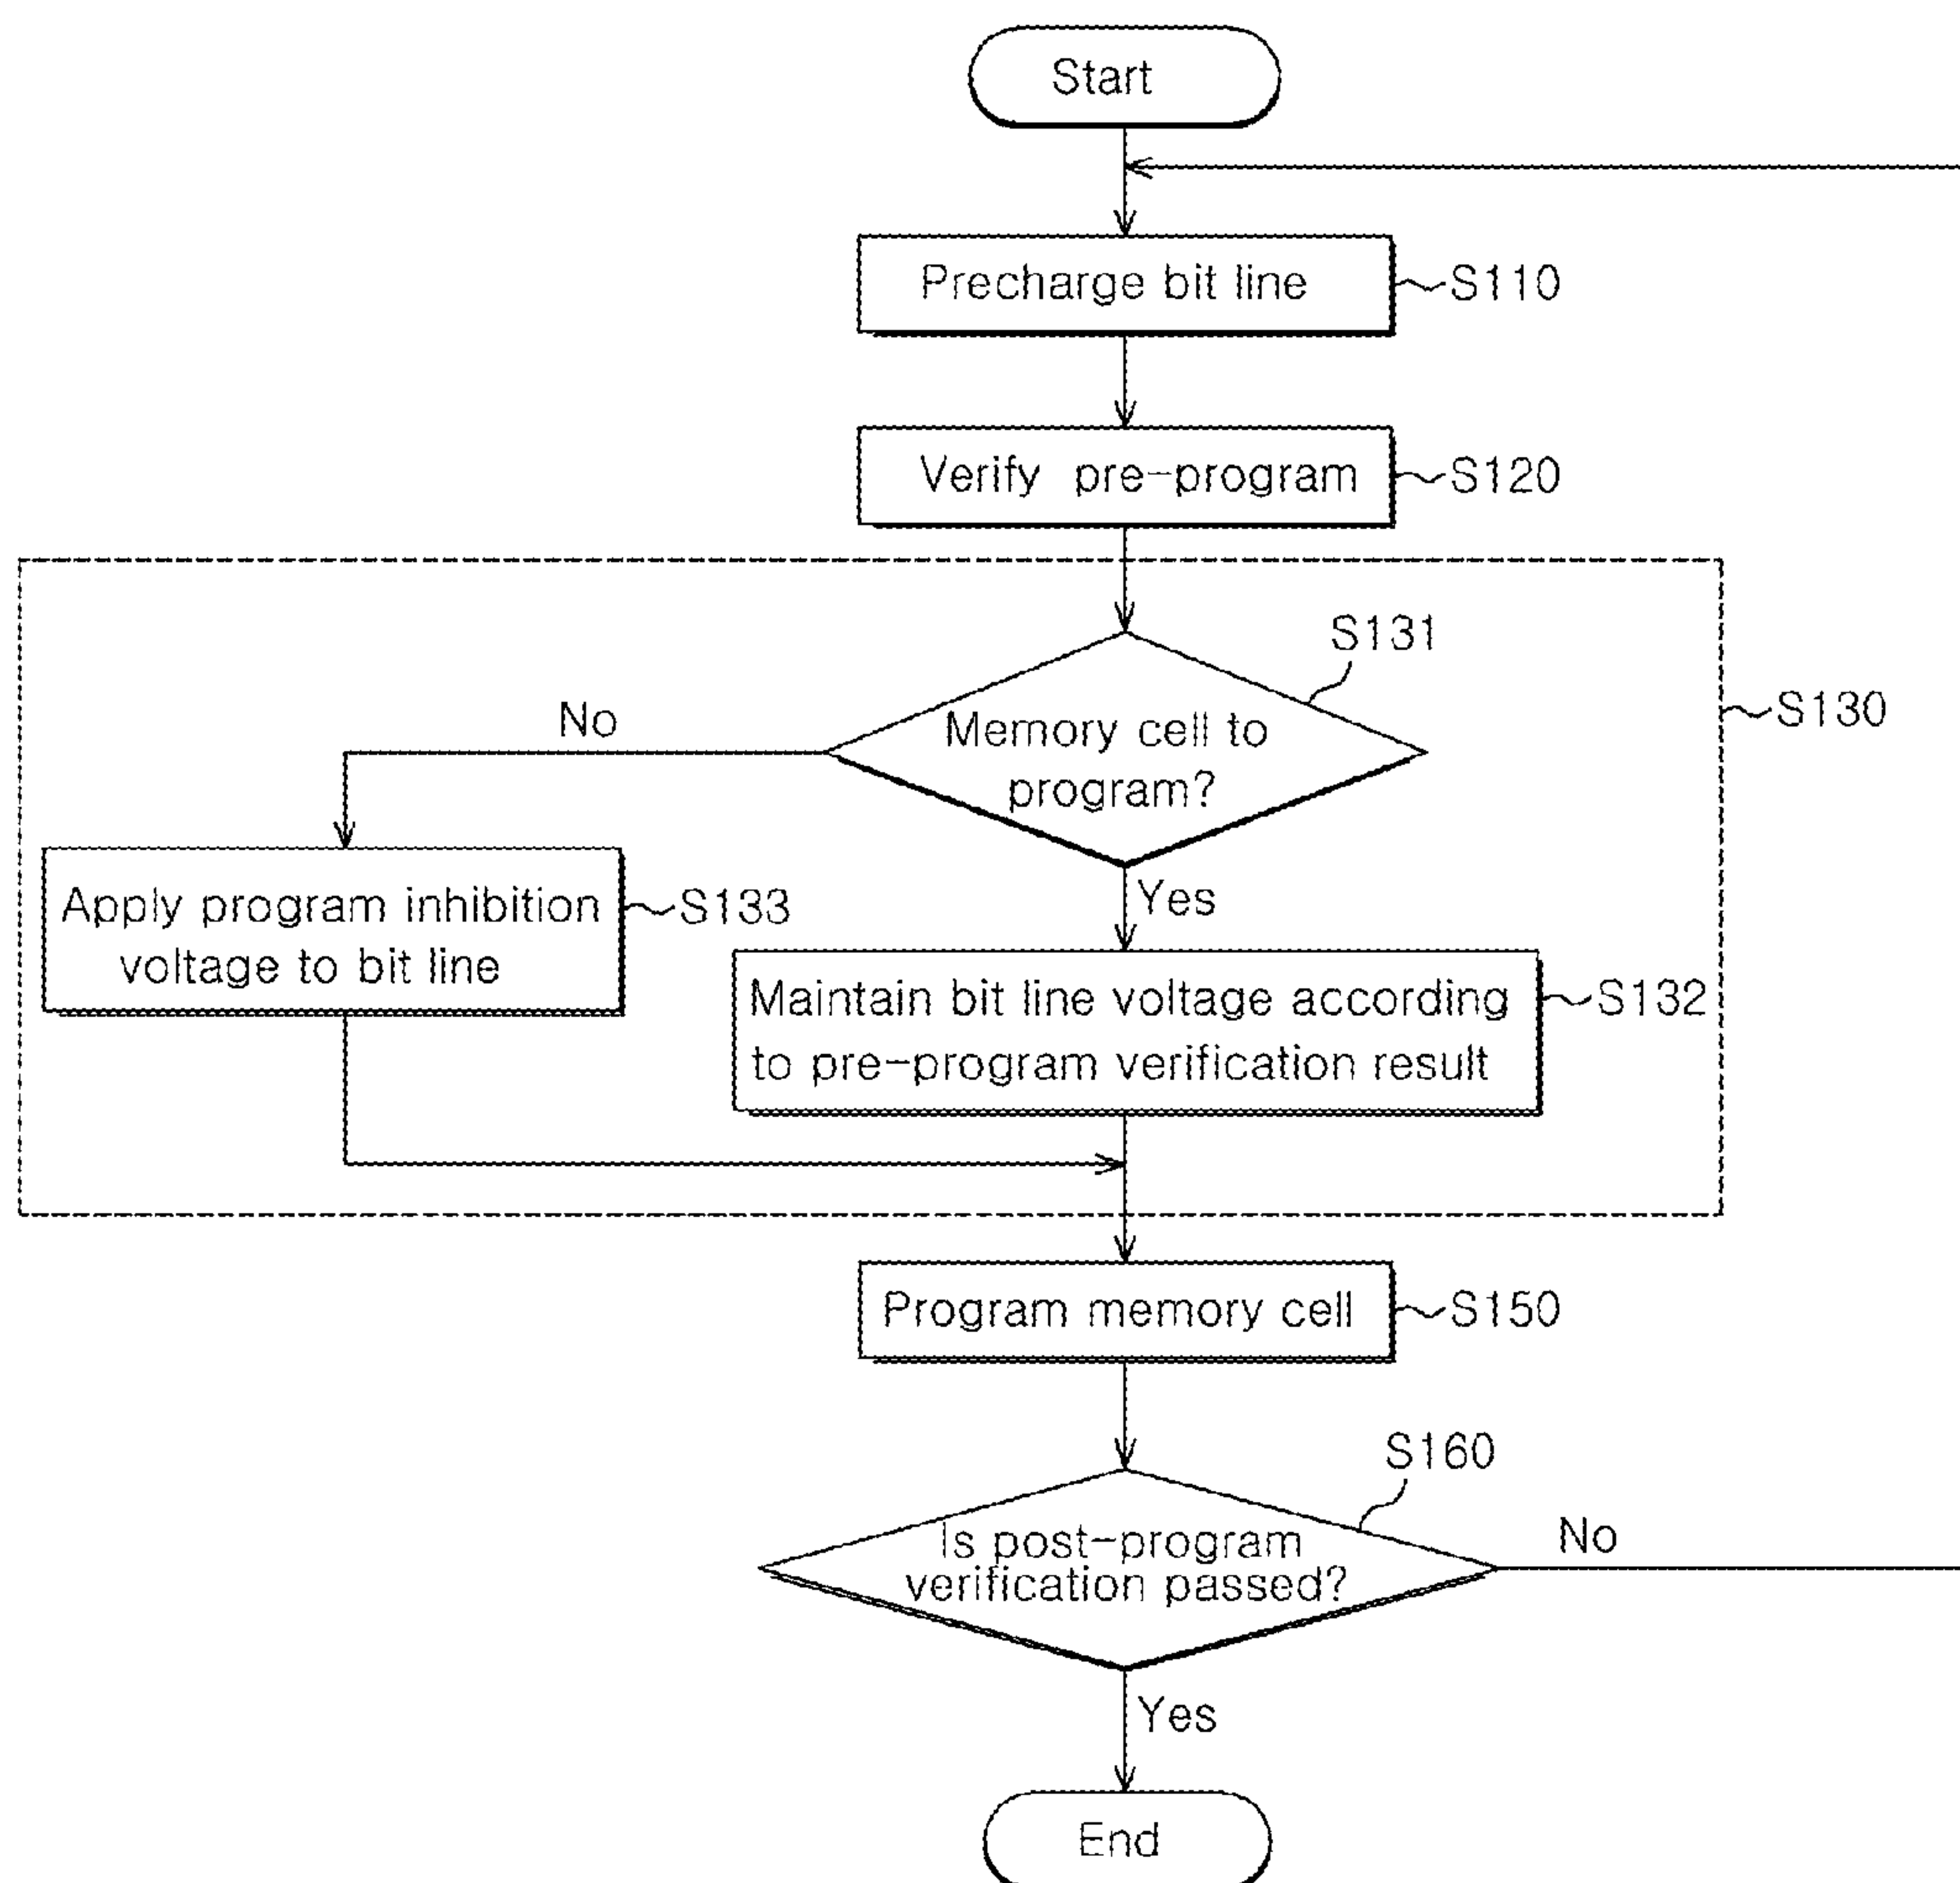 Start
Precharge bit line
S110
Verify pre-program
S120
S131
S130
No
Memory cell to
program?
Apply program inhibition
voltage to bit line
S133
Yes
Maintain bit line voltage according
to pre-program verification result
S132
Program memory cell
S150
S160
Is post-program
verification passed?
No
Yes
End